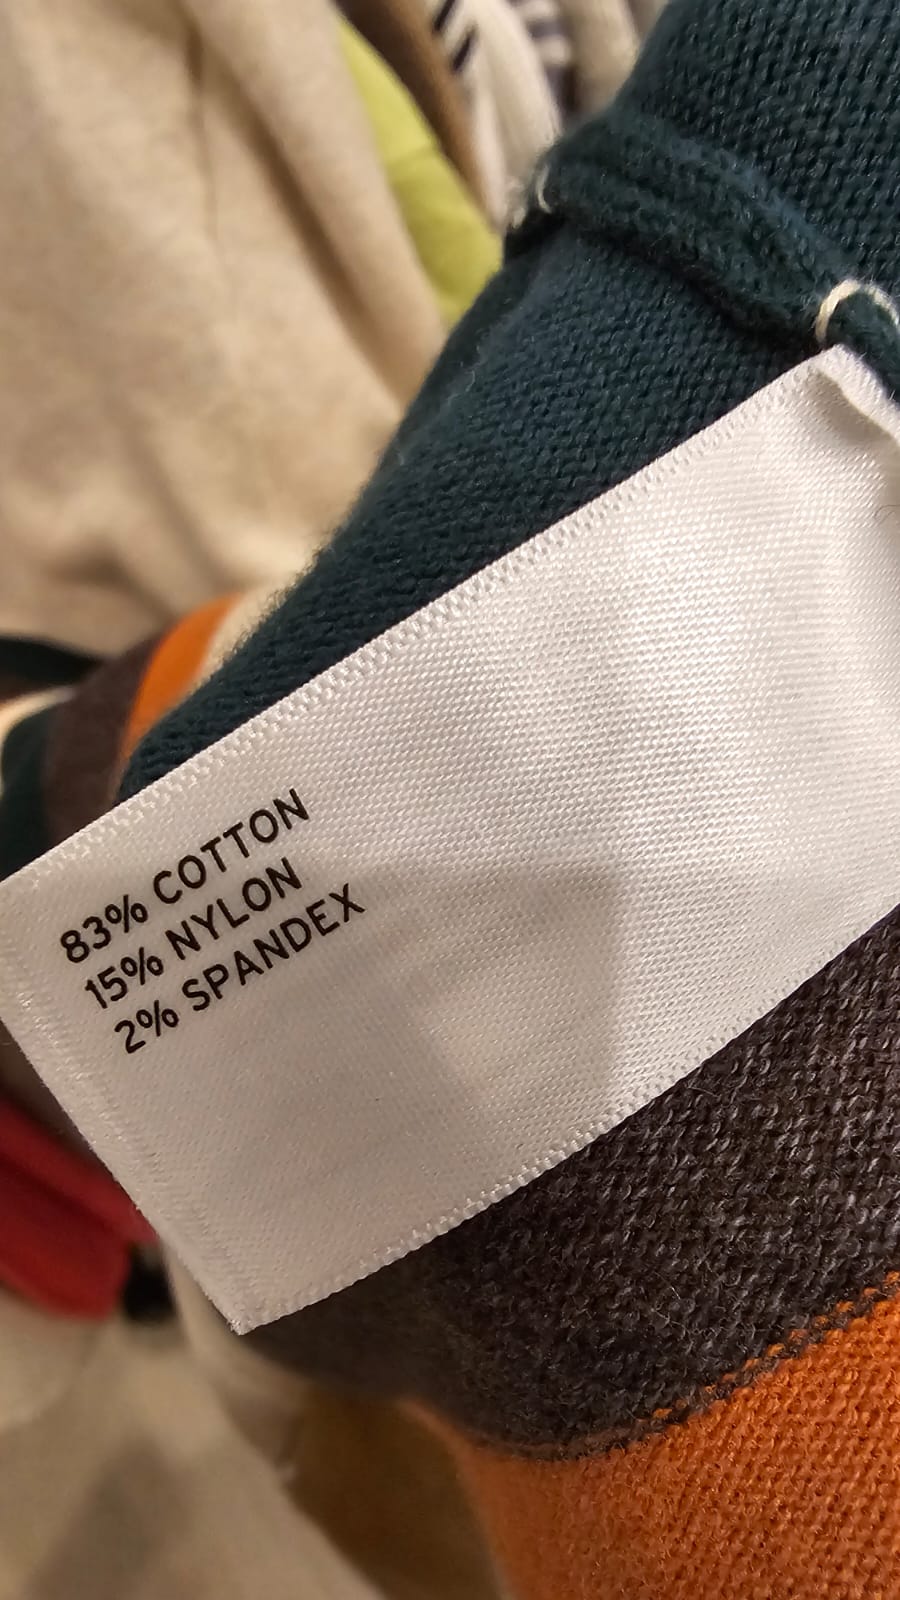 83% COTTON
15% NYLON
2% SPANDEX